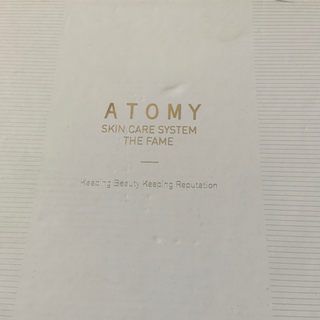 ATOMY
SKIN CARE SYSTEM
THE FAME
Keeping Beauty Keeping Reputation